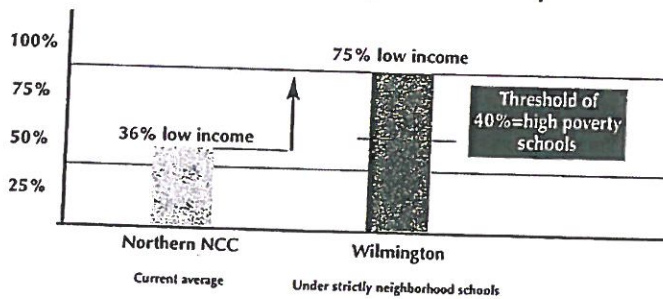 100%
75% low income
75%
Threshold of
40%=high poverty
schools
50%
36% low income
25%
Northern NCC
Wilmington
Current average
Under strictly neighborhood schools